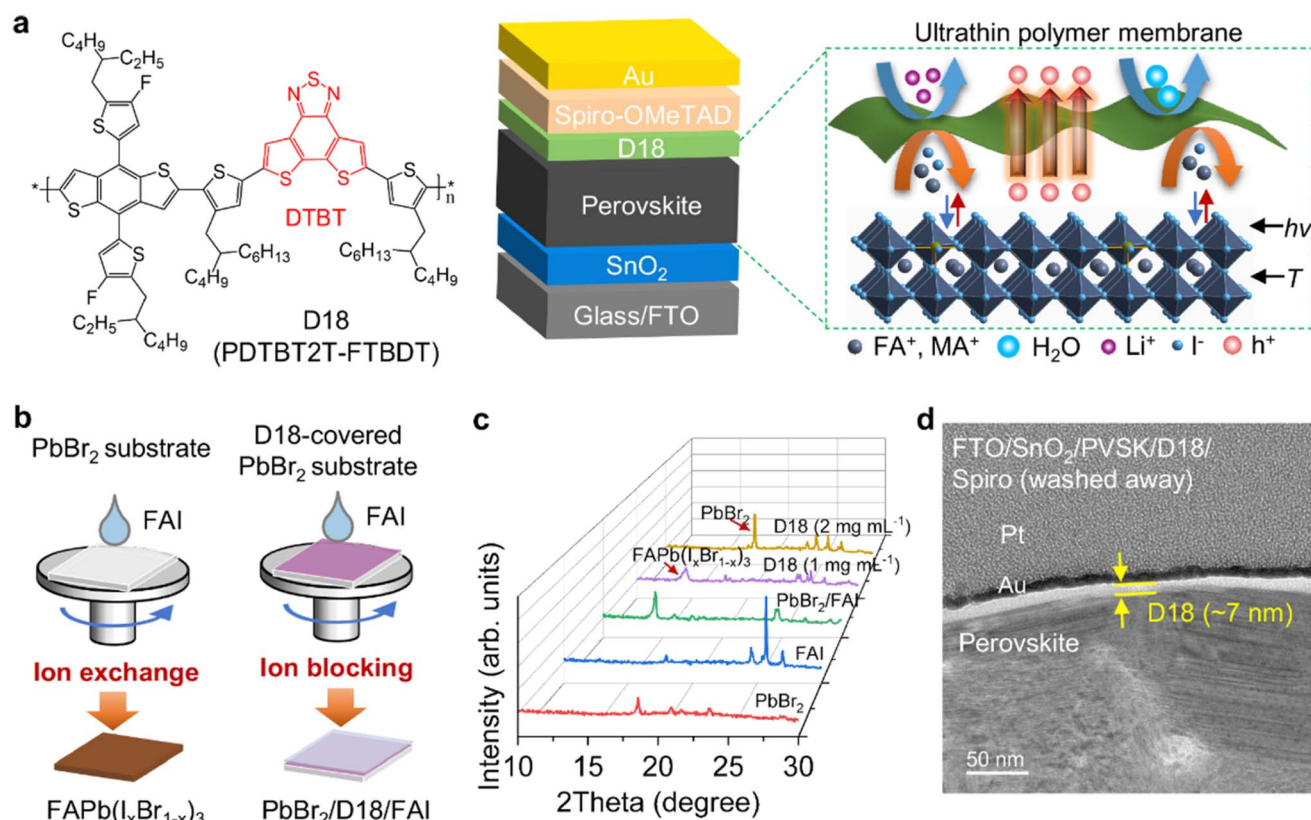 a
C₄H₉
C₂H₅
F
S
N
S
N
S
S
S
S
S
S
*
*
n
DTBT
S
F
C₆H₁₃
C₄H₉
C₆H₁₃
C₄H₉
C₂H₅
C₄H₉
D18
(PDTBT2T-FTBDT)
Au
Spiro-OMeTAD
D18
Perovskite
SnO₂
Glass/FTO
Ultrathin polymer membrane
hv
T
FA⁺, MA⁺
H₂O
Li⁺
I⁻
h⁺
b
PbBr₂ substrate
FAI
Ion exchange
FAPb(IₓBr₁₋ₓ)₃
D18-covered
PbBr₂ substrate
FAI
Ion blocking
PbBr₂/D18/FAI
c
Intensity (arb. units)
PbBr₂
D18 (2 mg mL⁻¹)
FAPb(IₓBr₁₋ₓ)₃
D18 (1 mg mL⁻¹)
PbBr₂/FAI
FAI
PbBr₂
10 15 20 25 30
2Theta (degree)
d
FTO/SnO₂/PVSK/D18/
Spiro (washed away)
Pt
Au
D18 (~7 nm)
Perovskite
50 nm